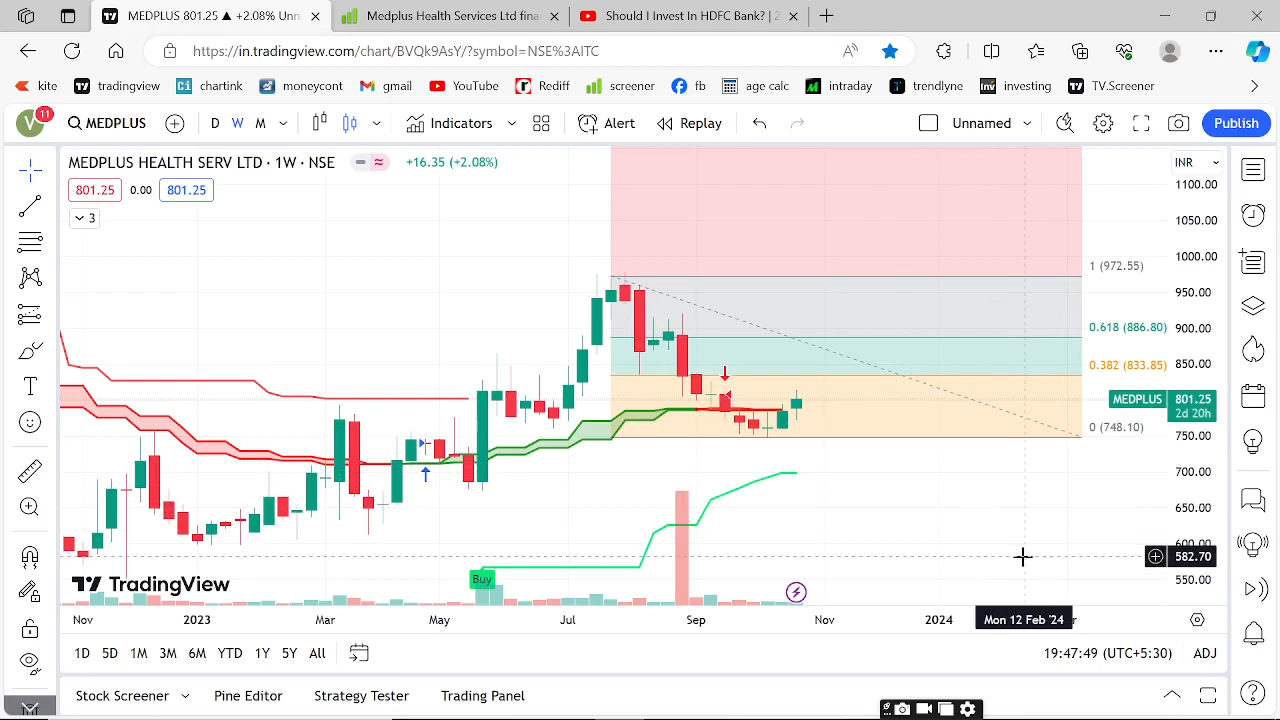 MEDPLUS 801.25 ▲ +2.08% Unn
Medplus Health Services Ltd fina
Should I Invest In HDFC Bank? |
https://in.tradingview.com/chart/BVQk9AsY/?symbol=NSE%3AITC
kite tradingview chartink moneycont gmail YouTube Rediff screener fb age calc intraday trendlyne investing TV.Screener
V 11 MEDPLUS D W M Indicators Alert Replay Unnamed Publish
MEDPLUS HEALTH SERV LTD · 1W · NSE +16.35 (+2.08%)
INR
801.25 0.00 801.25
3
1100.00
1050.00
1000.00
1 (972.55)
950.00
900.00
0.618 (886.80)
850.00
0.382 (833.85)
MEDPLUS 801.25
2d 20h
750.00
0 (748.10)
700.00
650.00
600.00
582.70
550.00
Buy
TradingView
Nov 2023 Mar May Jul Sep Nov 2024 Mon 12 Feb '24
1D 5D 1M 3M 6M YTD 1Y 5Y All
19:47:49 (UTC+5:30) ADJ
Stock Screener Pine Editor Strategy Tester Trading Panel